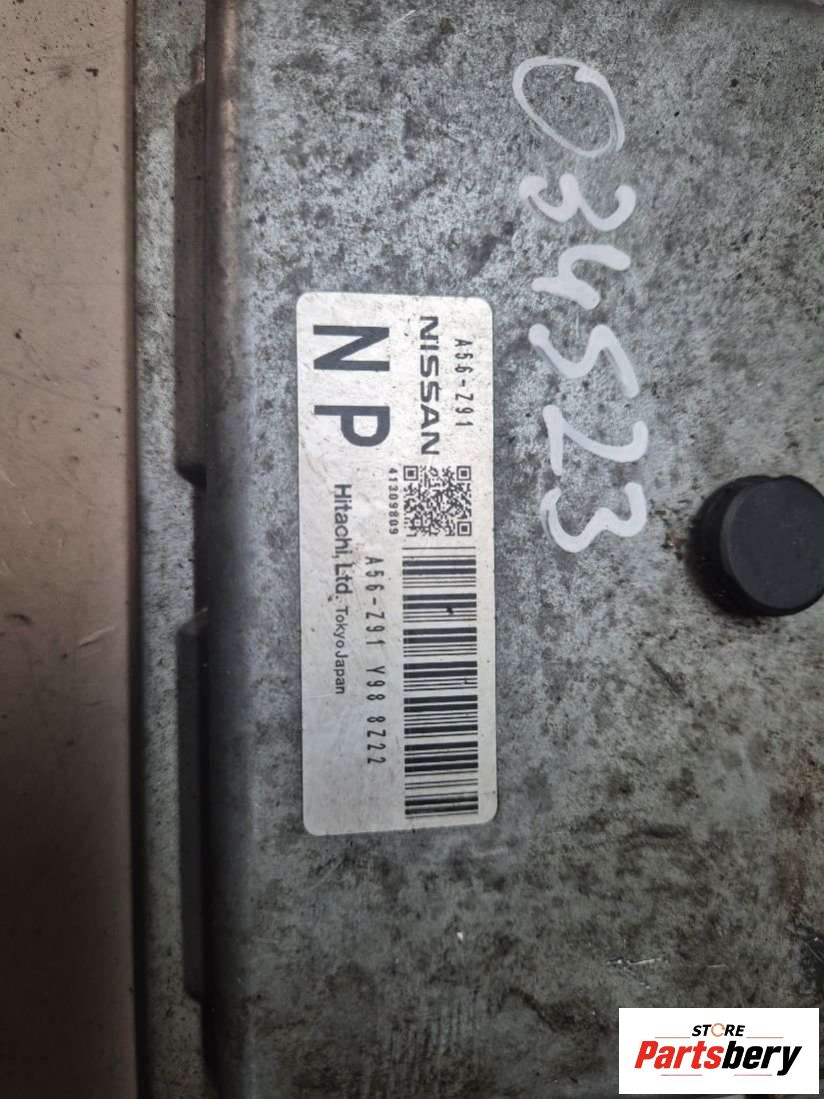 034523
A56-Z91
NISSAN
NP
41309809
A56-Z91 Y98 8Z22
Hitachi, Ltd. Tokyo Japan
STORE
Partsbery